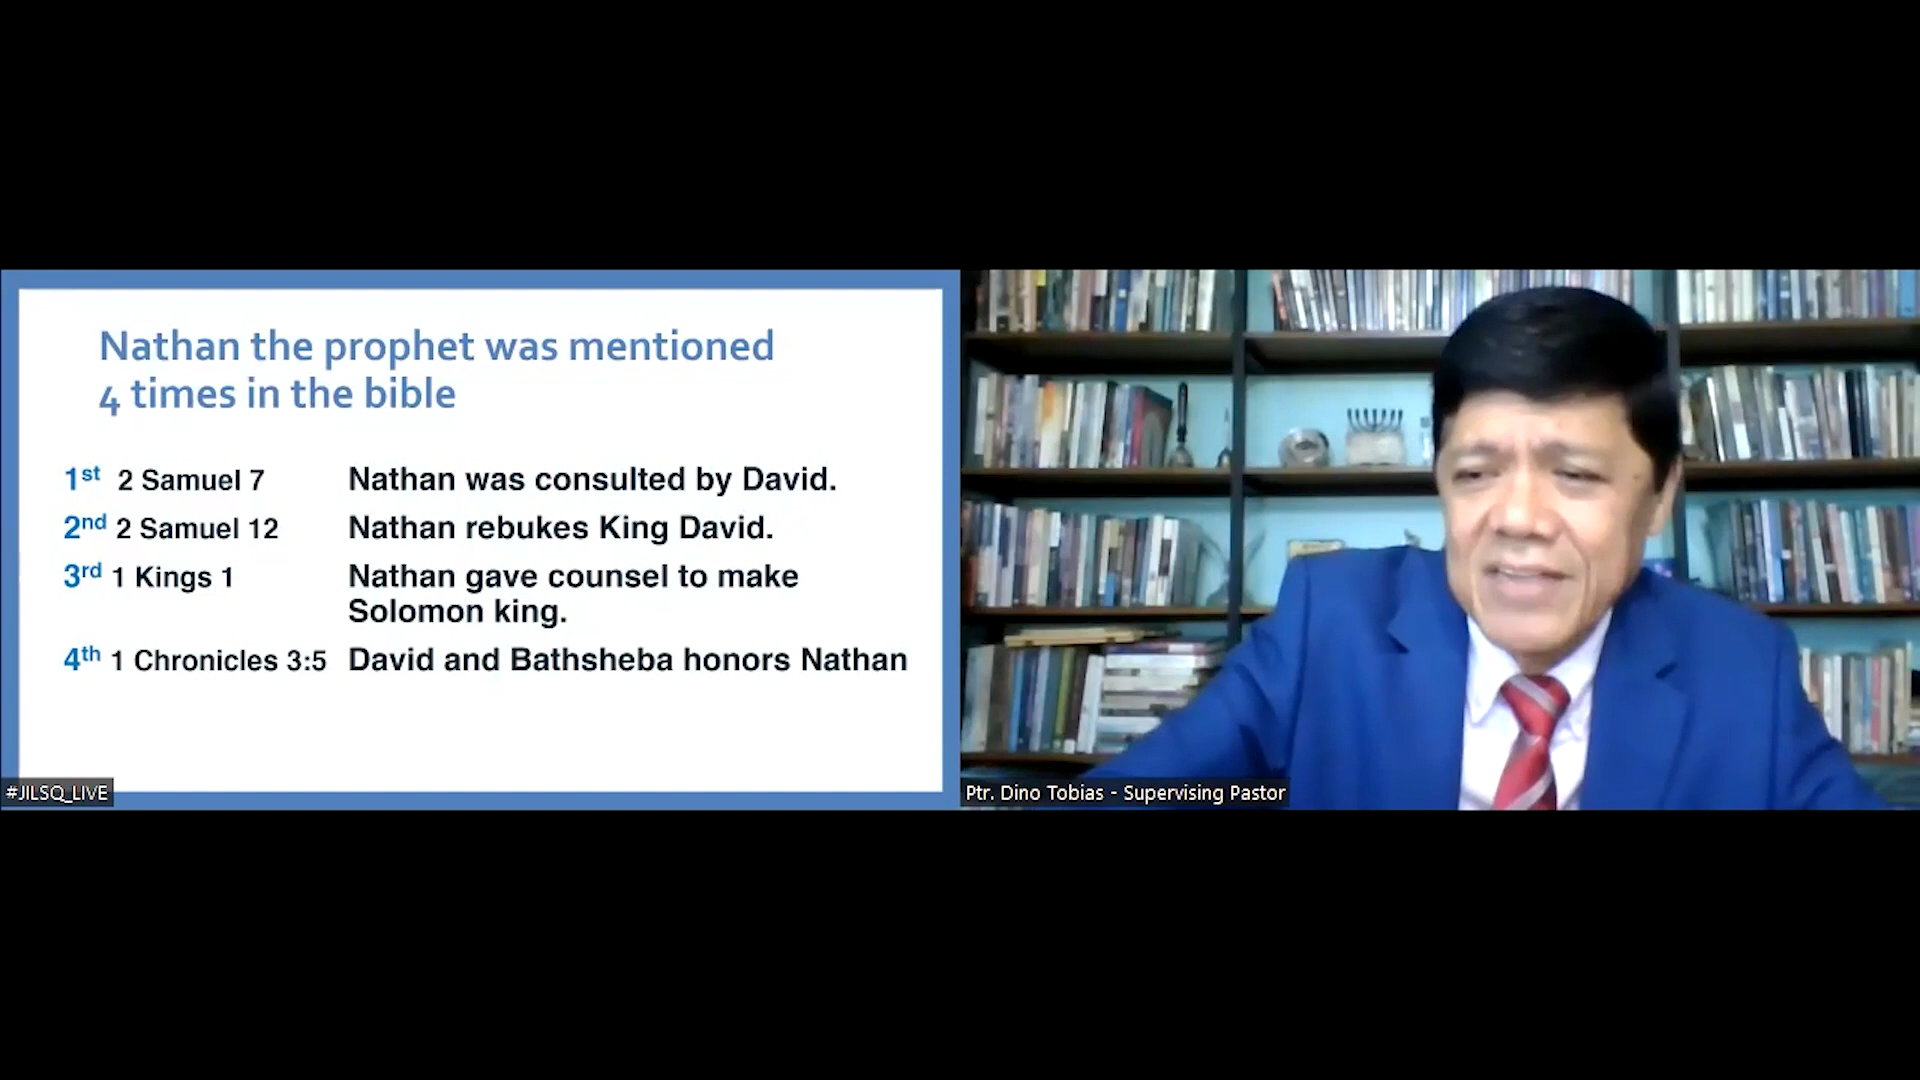 Nathan the prophet was mentioned
4 times in the bible
1st 2 Samuel 7 Nathan was consulted by David.
2nd 2 Samuel 12 Nathan rebukes King David.
3rd 1 Kings 1 Nathan gave counsel to make
Solomon king.
4th 1 Chronicles 3:5 David and Bathsheba honors Nathan
#JILSQ_LIVE
Ptr. Dino Tobias - Supervising Pastor